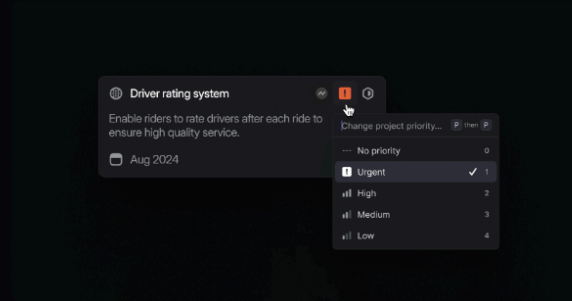 Driver rating system
Enable riders to rate drivers after each ride to
ensure high quality service.
Aug 2024
Change project priority... P then P
No priority 0
Urgent 1
High 2
Medium 3
Low 4